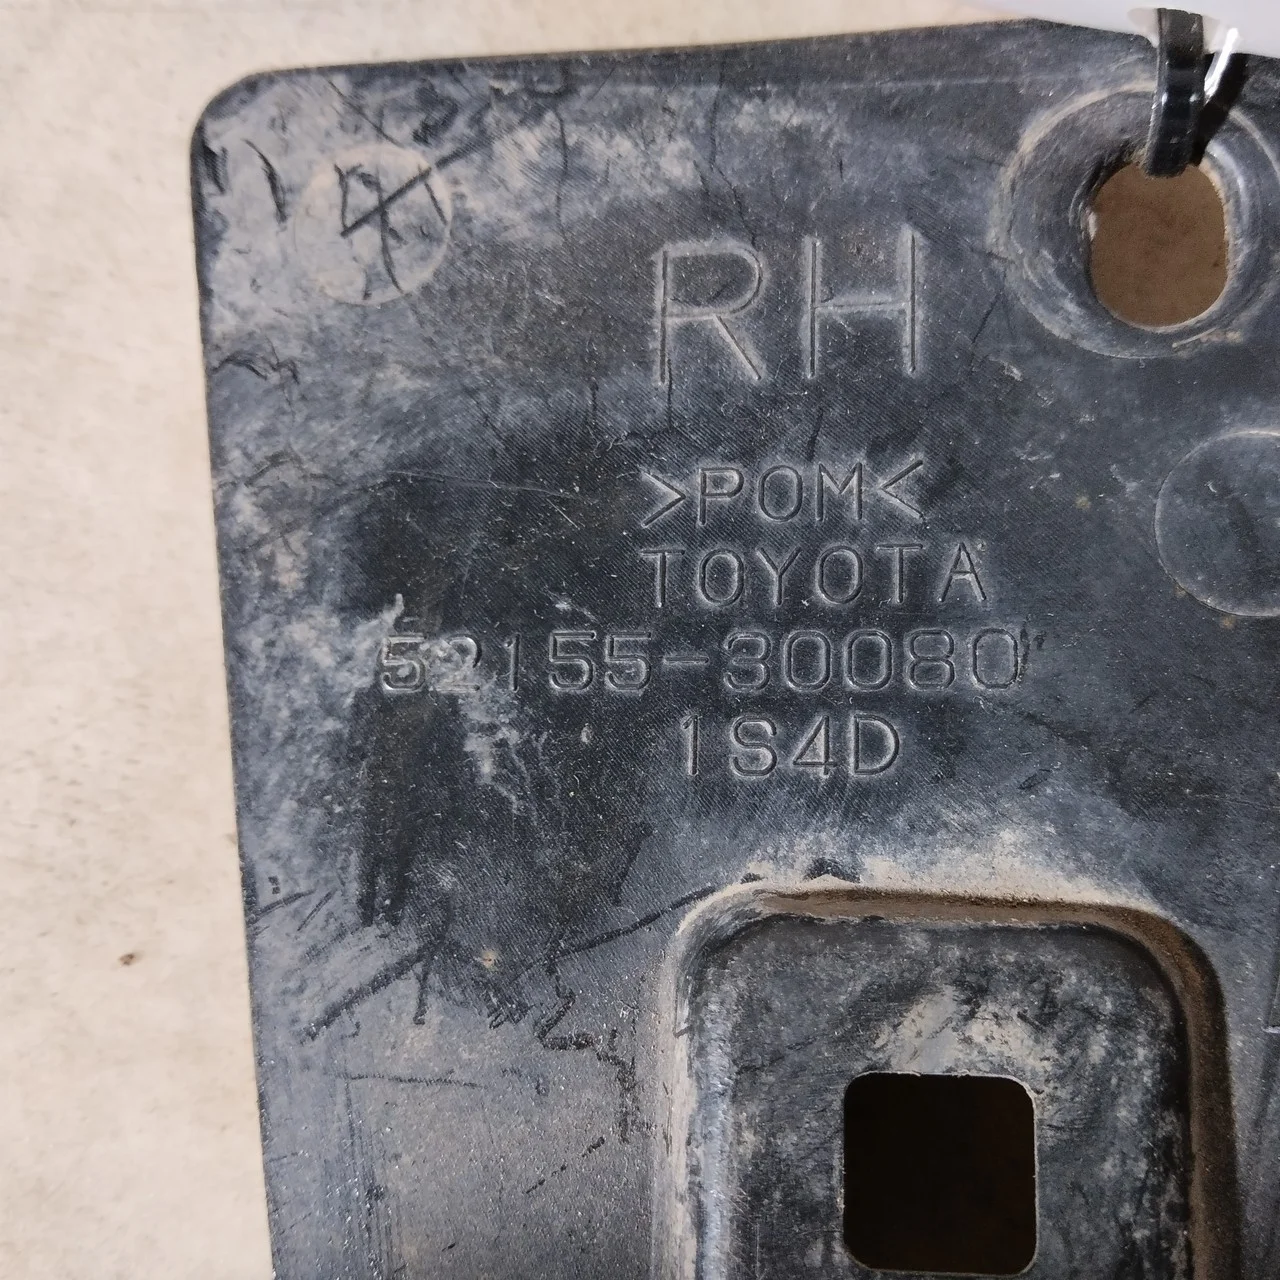 RH
>POM<
TOYOTA
52155-30080
1S4D